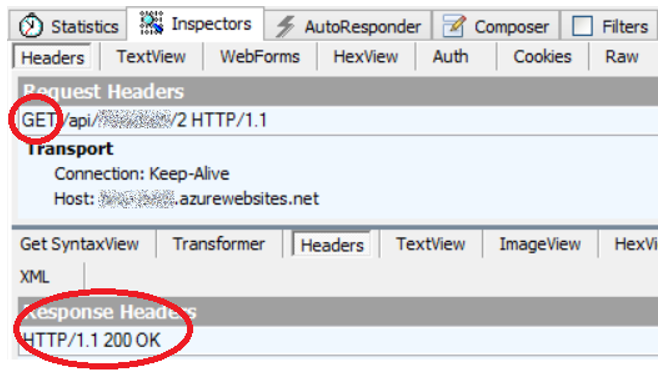 Statistics Inspectors AutoResponder Composer Filters
Headers TextView WebForms HexView Auth Cookies Raw
Request Headers
GET /api/ /2 HTTP/1.1
Transport
Connection: Keep-Alive
Host: .azurewebsites.net
Get SyntaxView Transformer Headers TextView ImageView HexVi
XML
Response Headers
HTTP/1.1 200 OK